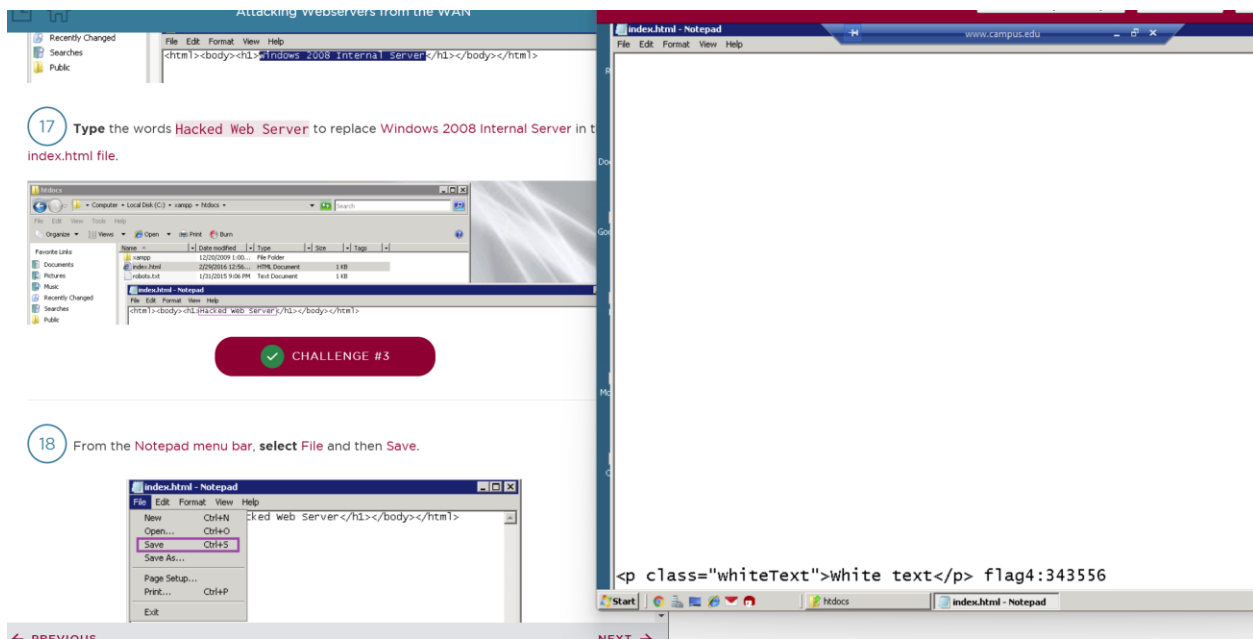 Attacking Webservers from the WAN
Recently Changed
Searches
Public
File Edit Format View Help
<html><body><h1>Windows 2008 Internal Server</h1></body></html>
17 Type the words Hacked Web Server to replace Windows 2008 Internal Server in t
index.html file.
htdocs
Computer Local Disk (C:) xampp htdocs
Search
File Edit View Tools Help
Organize Views Open Print Burn
Favorite Links
Documents
Pictures
Music
Recently Changed
Searches
Public
Name Date modified Type Size Tags
xampp 12/20/2009 1:00... File Folder
index.html 2/29/2016 12:56... HTML Document 1 KB
robots.txt 1/31/2015 9:06 PM Text Document 1 KB
index.html - Notepad
File Edit Format View Help
<html><body><h1>Hacked Web Server</h1></body></html>
CHALLENGE #3
18 From the Notepad menu bar, select File and then Save.
index.html - Notepad
File Edit Format View Help
New Ctrl+N
Open... Ctrl+O
Save Ctrl+S
Save As...
Page Setup...
Print... Ctrl+P
Exit
cked Web Server</h1></body></html>
PREVIOUS
NEXT
index.html - Notepad
www.campus.edu
File Edit Format View Help
<p class="whiteText">White text</p> flag4:343556
Start
htdocs
index.html - Notepad